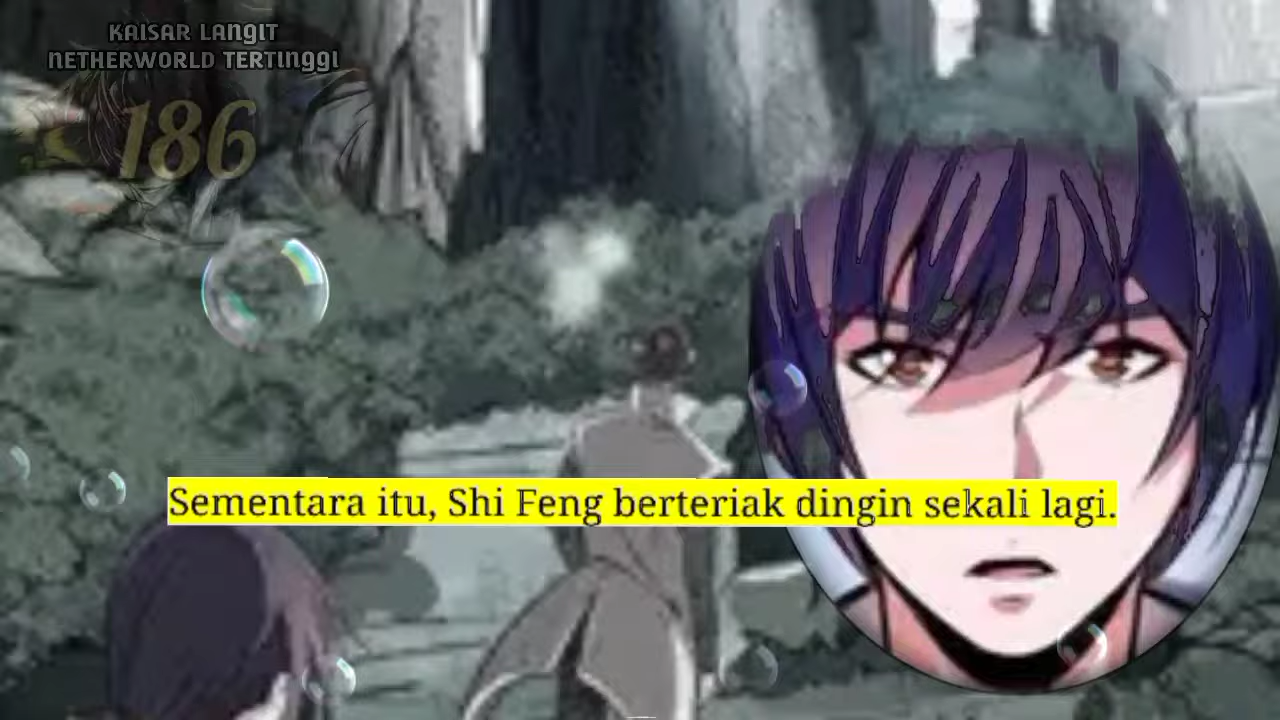 KAISAR LANGIT
NETHERWORLD TERTINGGI
186
Sementara itu, Shi Feng berteriak dingin sekali lagi.